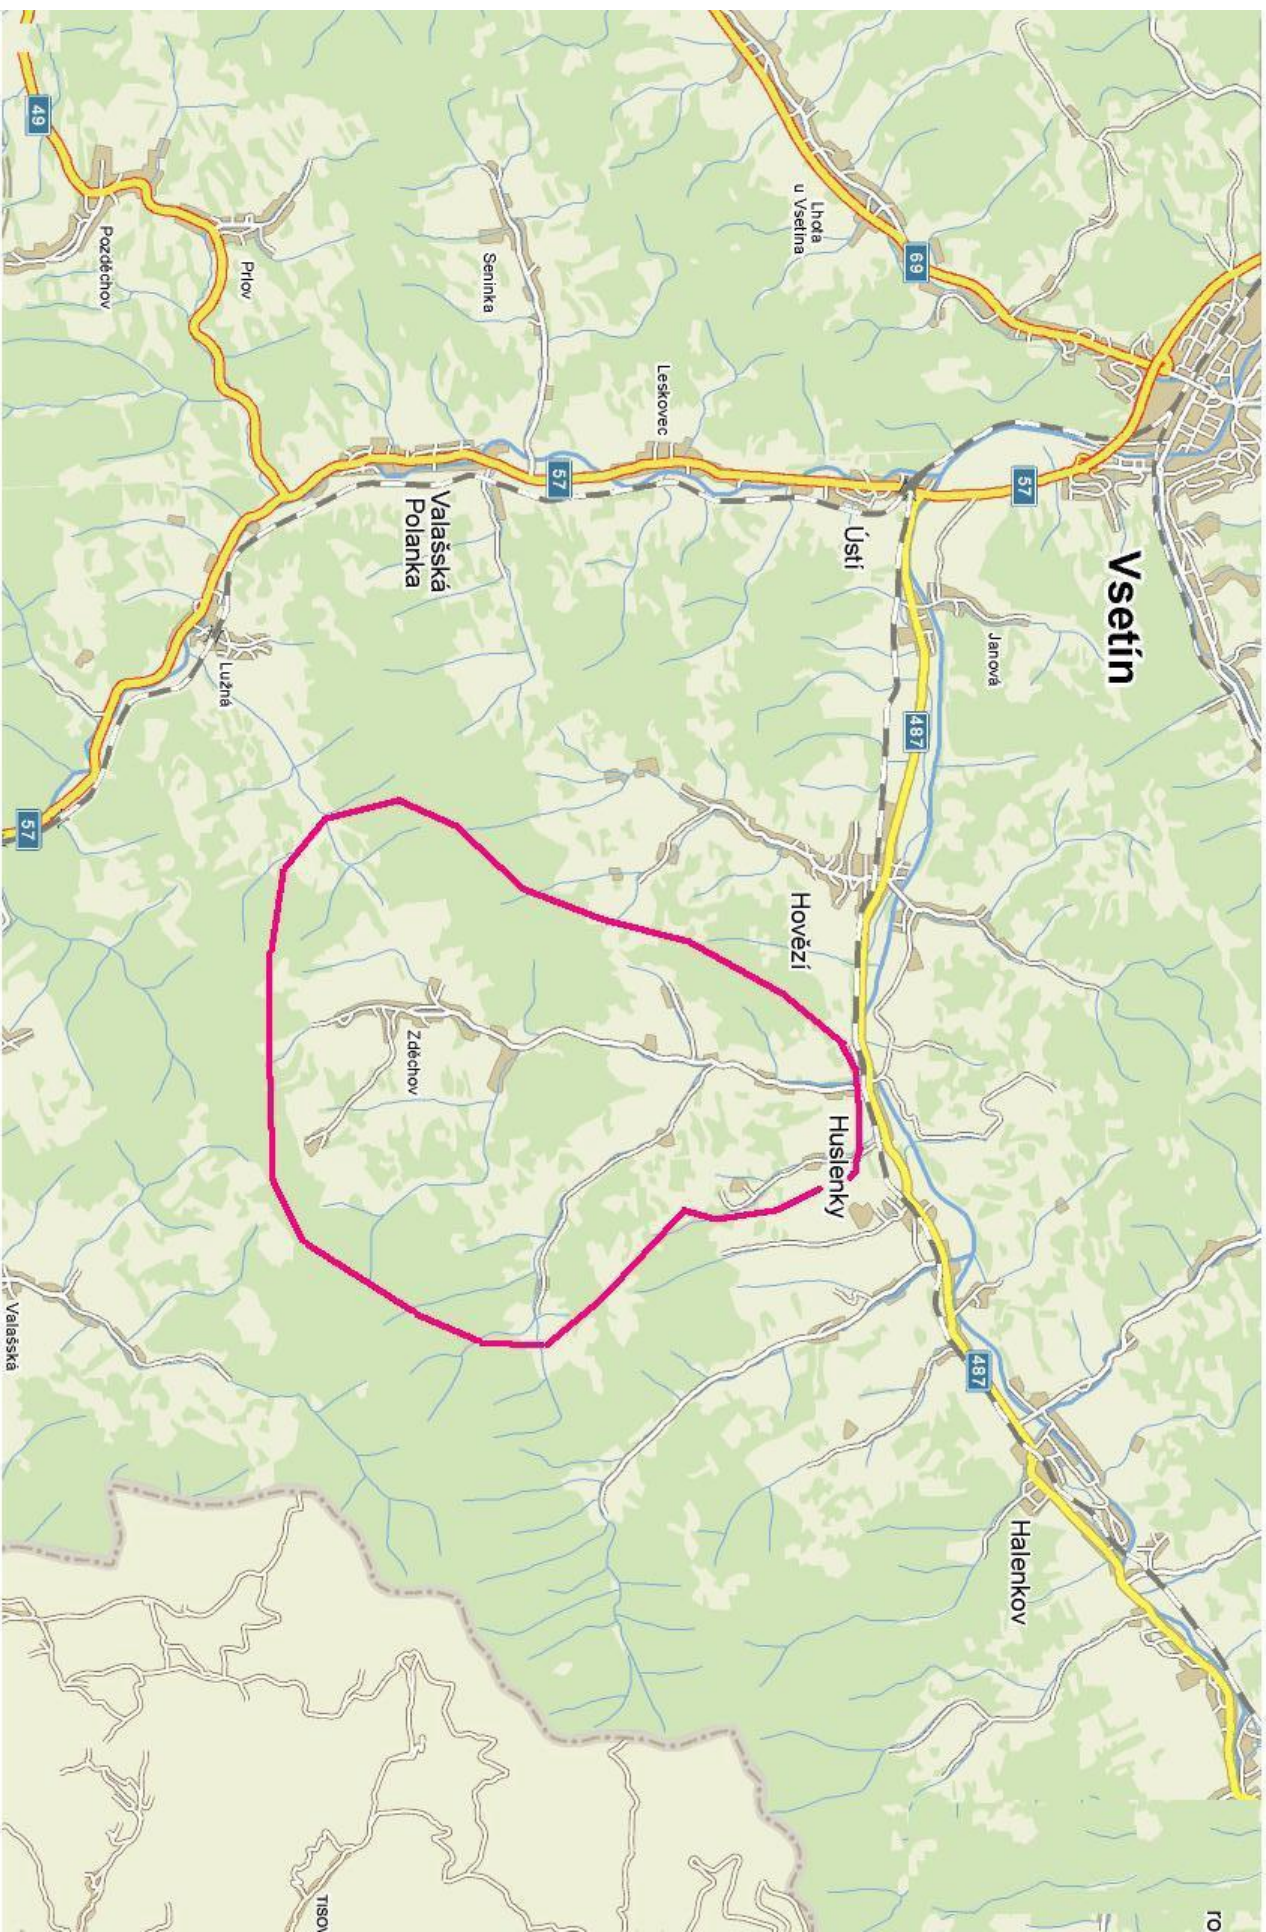 ro
Vsetín
57
Halenkov
Janová
487
69
487
Ústí
Huslenky
Lhota
u Vsetína
Hovězí
Leskovec
57
Seninka
Valašská
Polanka
Zděchov
Prlov
Lužná
Pozděchov
49
57
Valašská